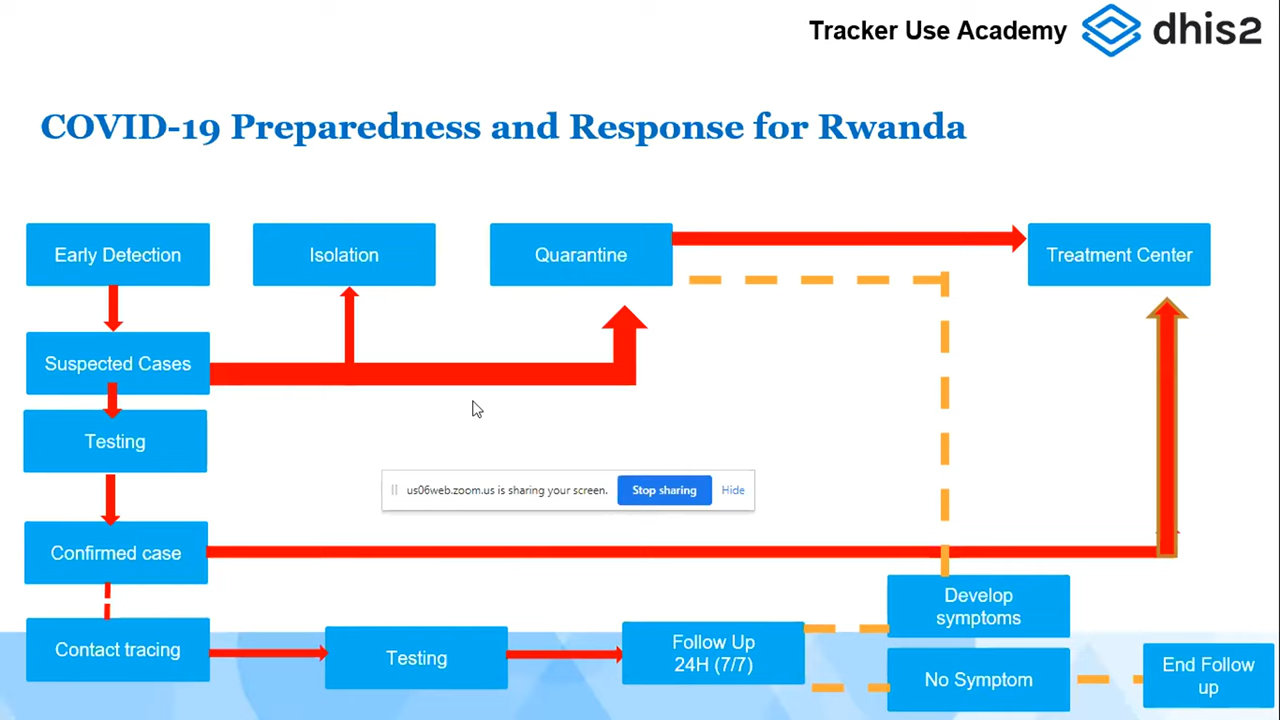 Tracker Use Academy
dhis2
COVID-19 Preparedness and Response for Rwanda
Early Detection
Isolation
Quarantine
Treatment Center
Suspected Cases
Testing
us06web.zoom.us is sharing your screen.
Stop sharing
Hide
Confirmed case
Develop
symptoms
Contact tracing
Testing
Follow Up
24H (7/7)
No Symptom
End Follow
up